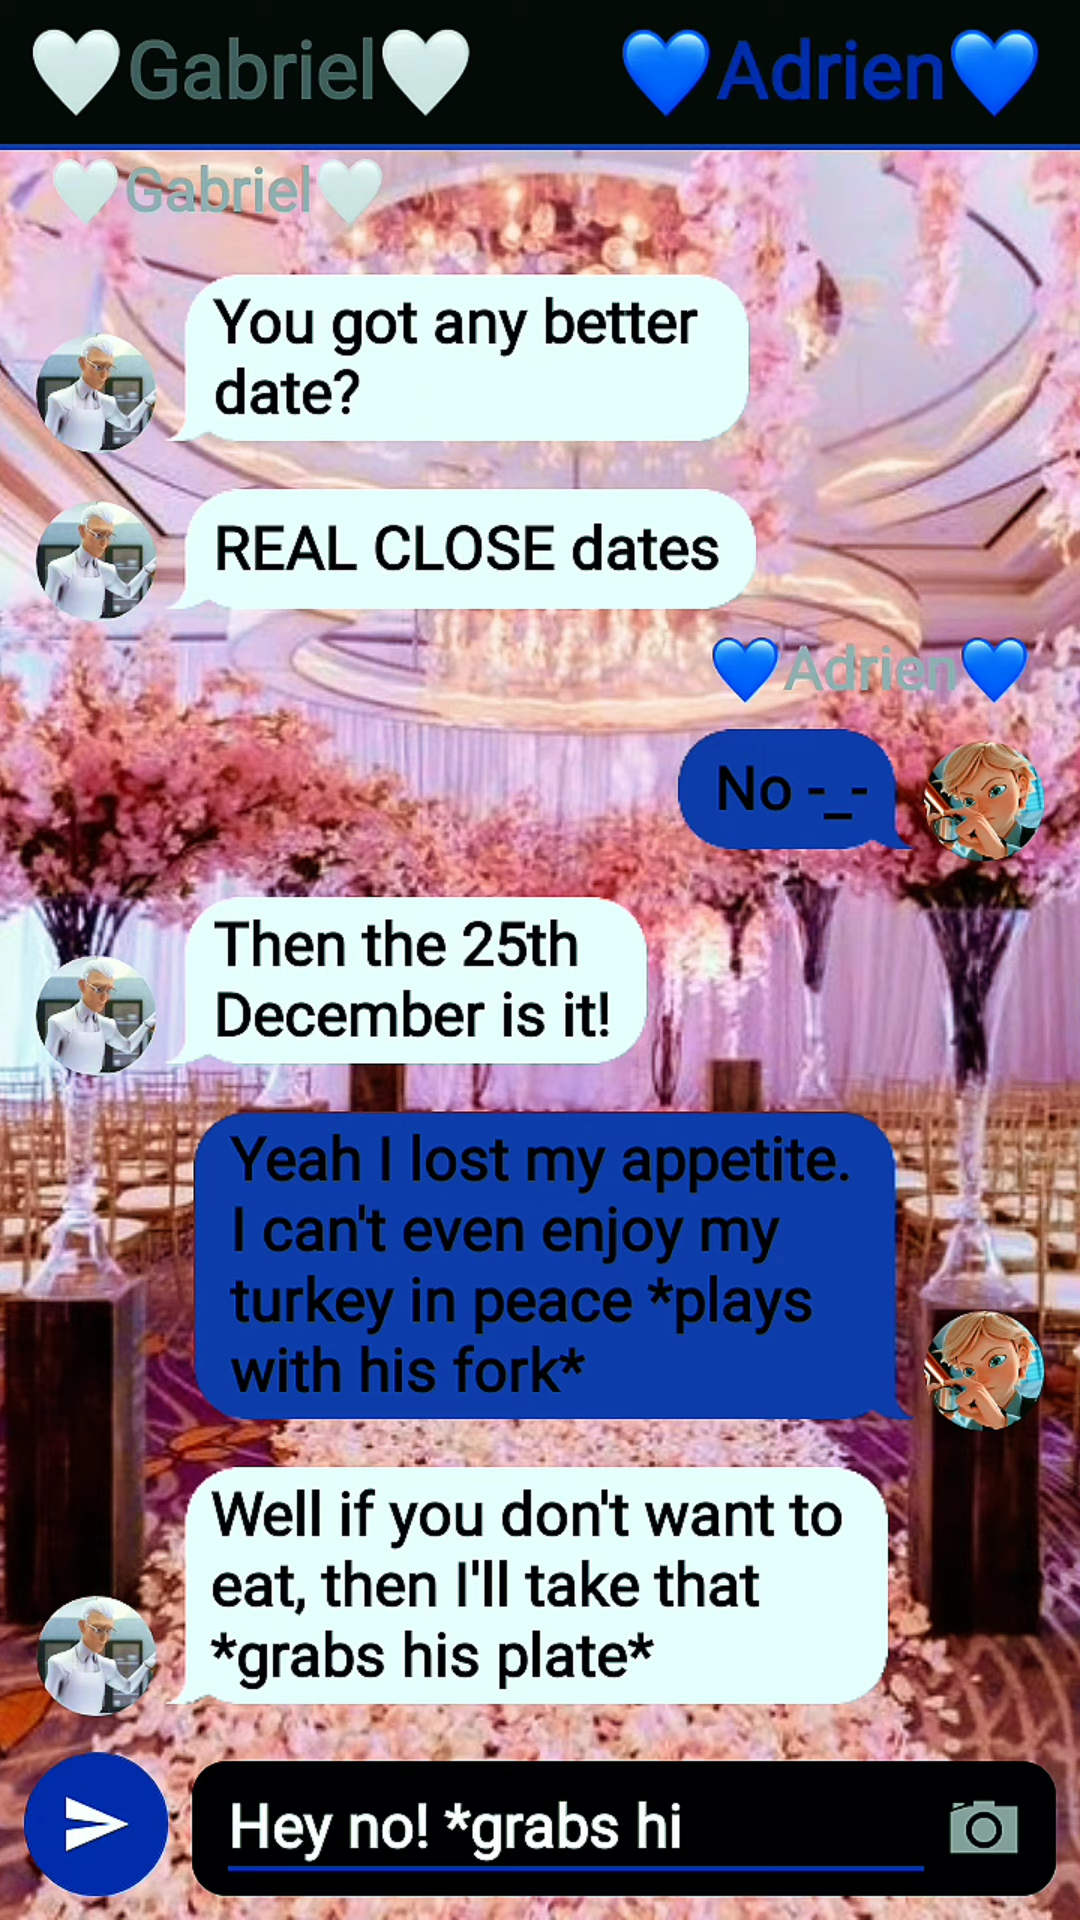 🤍Gabriel🤍 💙Adrien💙
🤍Gabriel🤍
You got any better
date?
REAL CLOSE dates
💙Adrien💙
No -_-
Then the 25th
December is it!
Yeah I lost my appetite.
I can't even enjoy my
turkey in peace *plays
with his fork*
Well if you don't want to
eat, then I'll take that
*grabs his plate*
Hey no! *grabs hi